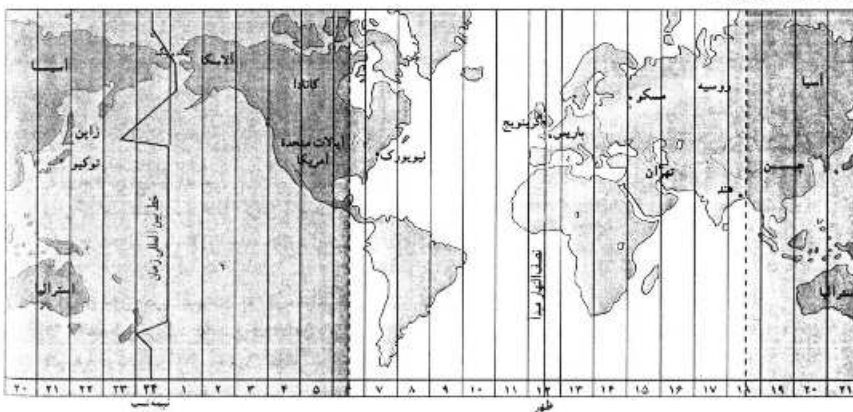 آسیا
آلاسکا
کانادا
روسیه
آسیا
مسکو
گرینویچ
پاریس
ژاپن
توکیو
ایالات متحده
آمریکا
نیویورک
تهران
چین
هند
خط بین المللی زمان
نصف النهار مبدا
استرالیا
استرالیا
۲۰ ۲۱ ۲۲ ۲۳ ۲۴ ۱ ۲ ۳ ۴ ۵ ۶ ۷ ۸ ۹ ۱۰ ۱۱ ۱۲ ۱۳ ۱۴ ۱۵ ۱۶ ۱۷ ۱۸ ۱۹ ۲۰ ۲۱
نیمه شب
ظهر